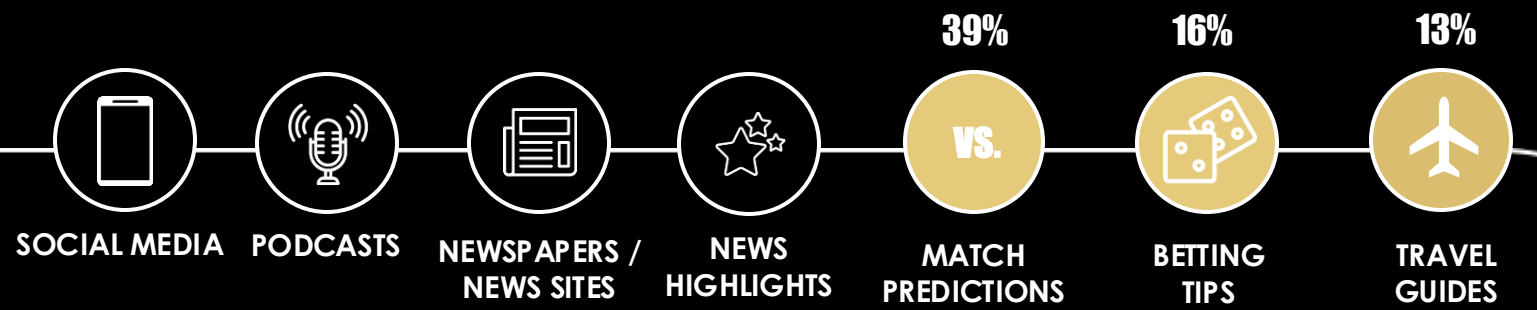 39%
16%
13%
VS.
SOCIAL MEDIA
PODCASTS
NEWSPAPERS /
NEWS SITES
NEWS
HIGHLIGHTS
MATCH
PREDICTIONS
BETTING
TIPS
TRAVEL
GUIDES